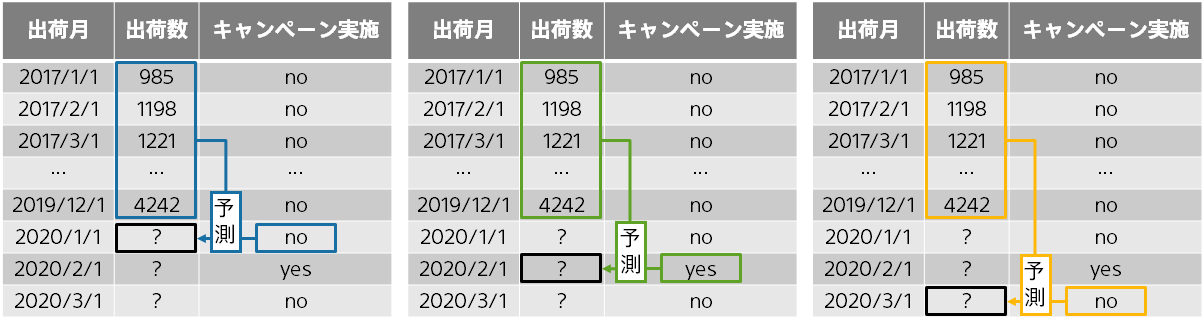 出荷月 出荷数 キャンペーン実施
2017/1/1 985 no
2017/2/1 1198 no
2017/3/1 1221 no
... ... ...
2019/12/1 4242 no
2020/1/1 ? no
2020/2/1 ? yes
2020/3/1 ? no
予測
出荷月 出荷数 キャンペーン実施
2017/1/1 985 no
2017/2/1 1198 no
2017/3/1 1221 no
... ... ...
2019/12/1 4242 no
2020/1/1 ? no
2020/2/1 ? yes
2020/3/1 ? no
予測
出荷月 出荷数 キャンペーン実施
2017/1/1 985 no
2017/2/1 1198 no
2017/3/1 1221 no
... ... ...
2019/12/1 4242 no
2020/1/1 ? no
2020/2/1 ? yes
2020/3/1 ? no
予測